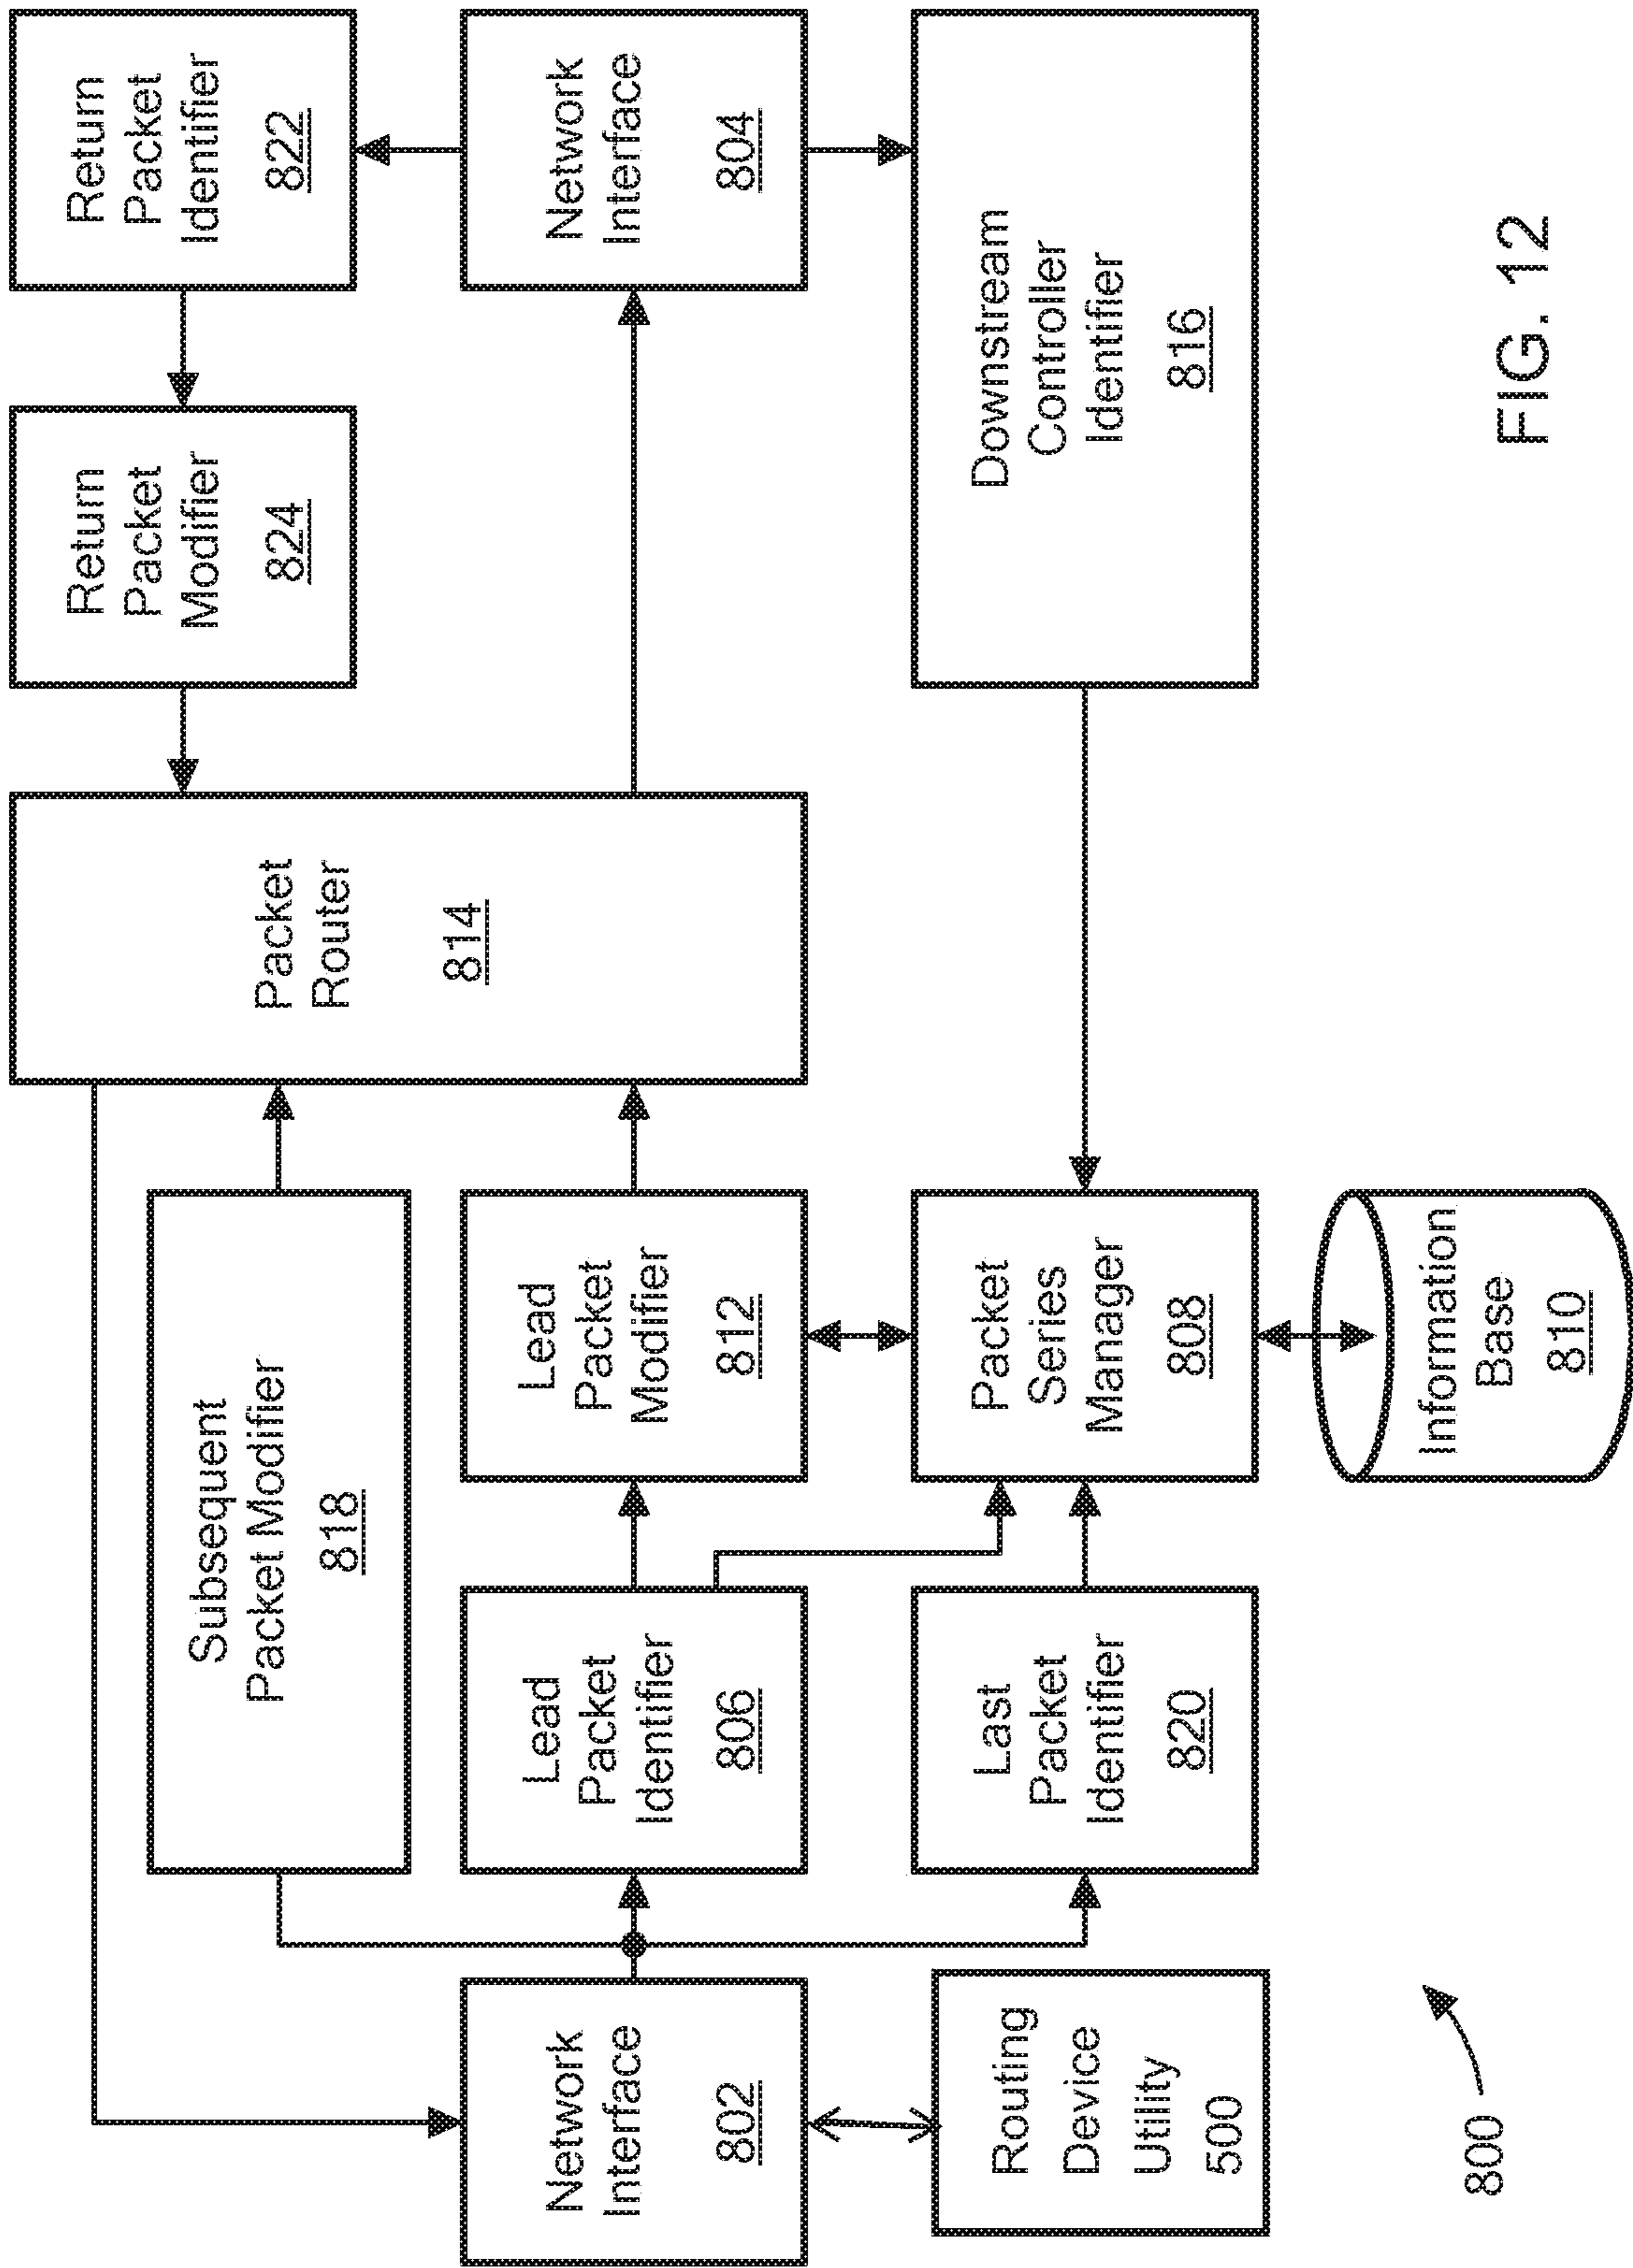 Network
Interface
802
Routing
Device
Utility
500
800
Subsequent
Packet Modifier
818
Lead
Packet
Identifier
806
Last
Packet
Identifier
820
Lead
Packet
Modifier
812
Packet
Series
Manager
808
Information
Base
810
Packet
Router
814
Return
Packet
Modifier
824
Return
Packet
Identifier
822
Network
Interface
804
Downstream
Controller
Identifier
816
FIG. 12